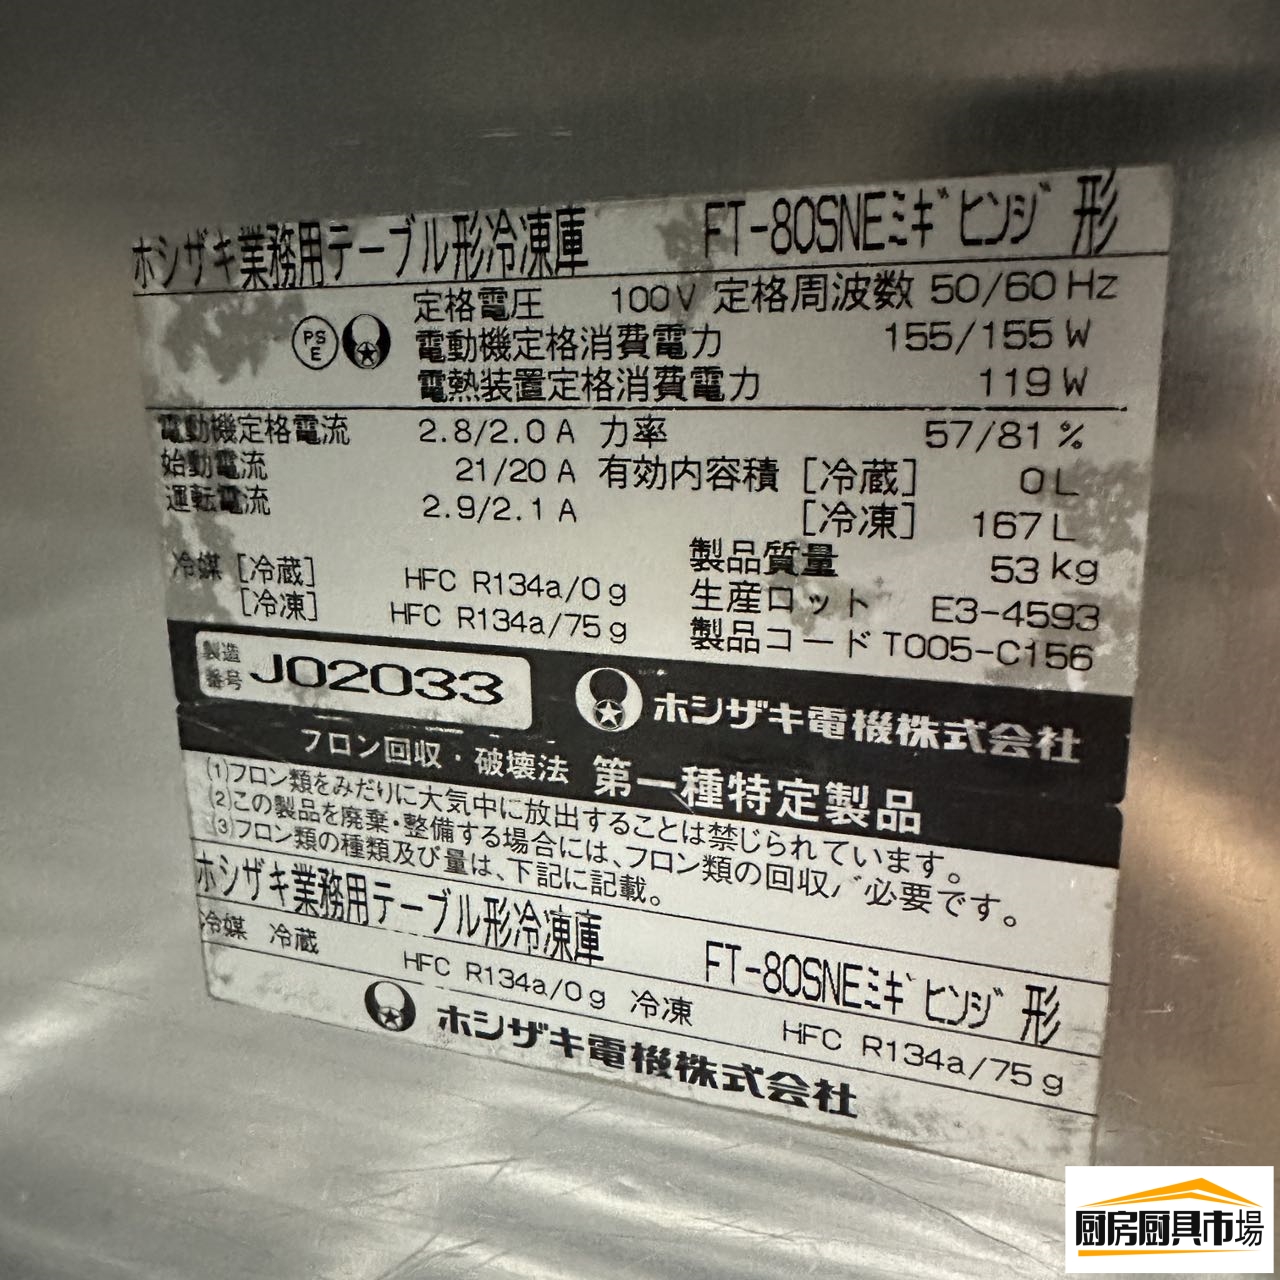 ホシザキ業務用テーブル形冷凍庫 FT-80SNEミギヒンジ形
定格電圧 100V 定格周波数 50/60Hz
PS
E
電動機定格消費電力 155/155W
電熱装置定格消費電力 119W
電動機定格電流 2.8/2.0A 力率 57/81%
始動電流 21/20A 有効内容積 [冷蔵] 0L
運転電流 2.9/2.1A [冷凍] 167L
製品質量 53kg
冷媒 [冷蔵] HFC R134a/0g 生産ロット E3-4593
[冷凍] HFC R134a/75g 製品コード T005-C156
製造番号 J02033 ホシザキ電機株式会社
フロン回収・破壊法 第一種特定製品
(1)フロン類をみだりに大気中に放出することは禁じられています。
(2)この製品を廃棄・整備する場合には、フロン類の回収が必要です。
(3)フロン類の種類及び量は、下記に記載。
ホシザキ業務用テーブル形冷凍庫 FT-80SNEミギヒンジ形
冷媒 冷蔵 HFC R134a/0g 冷凍 HFC R134a/75g
ホシザキ電機株式会社
厨房厨具市場